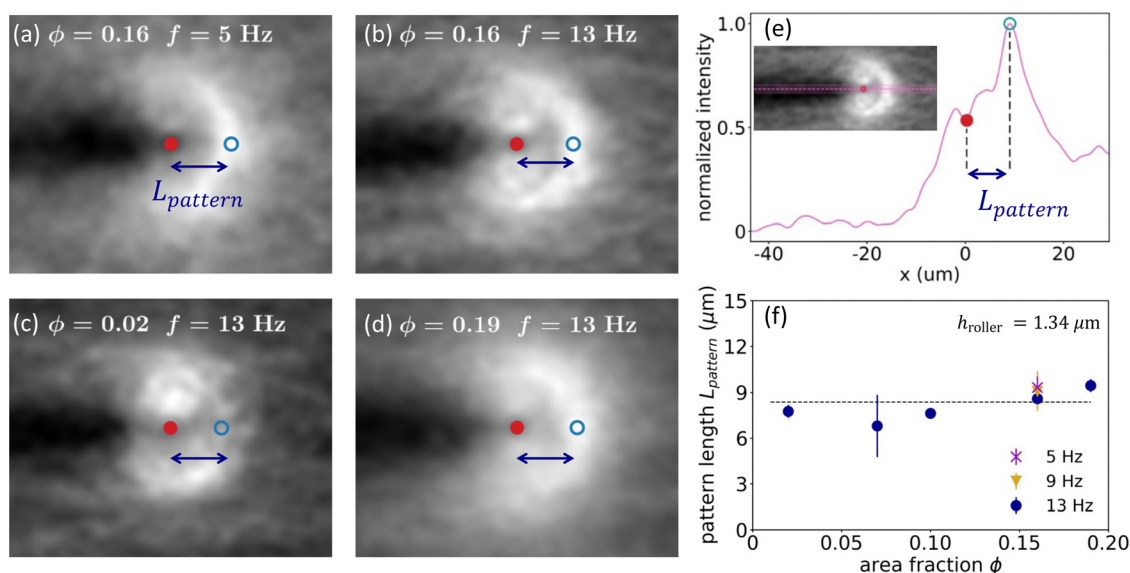 (a) ϕ = 0.16 f = 5 Hz
L_pattern
(b) ϕ = 0.16 f = 13 Hz
(c) ϕ = 0.02 f = 13 Hz
(d) ϕ = 0.19 f = 13 Hz
(e)
normalized intensity
1.0
0.5
0
L_pattern
-40 -20 0 20
x (um)
(f)
h_roller = 1.34 μm
pattern length L_pattern (μm)
15
12
9
6
3
0
5 Hz
9 Hz
13 Hz
0 0.05 0.10 0.15 0.20
area fraction ϕ